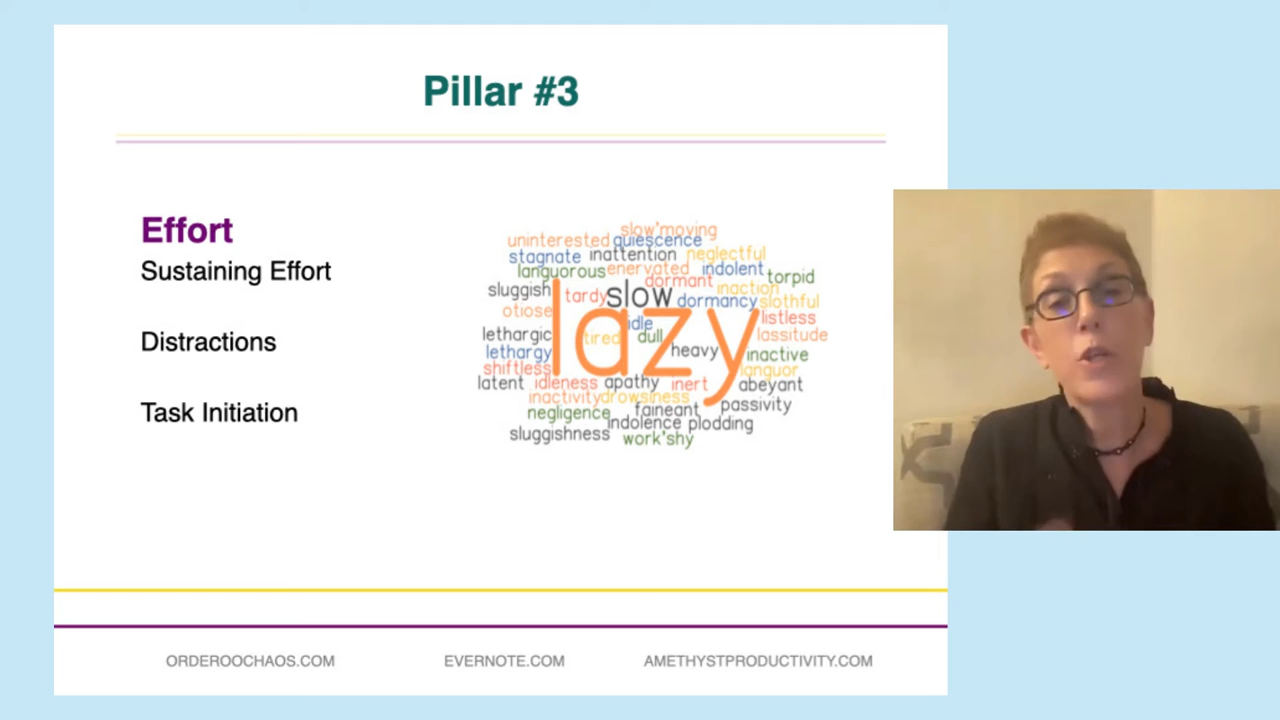 Pillar #3
Effort
Sustaining Effort
Distractions
Task Initiation
slow'moving
uninterested quiescence
stagnate inattention neglectful
languorous enervated indolent torpid
dormant
sluggish tardy slow dormancy inaction slothful
otiose lazy idle listless
lethargic tired dull lassitude
lethargy heavy inactive
shiftless languor
latent idleness apathy inert abeyant
inactivity drowsiness passivity
negligence faineant
indolence plodding
sluggishness work'shy
ORDEROOCHAOS.COM
EVERNOTE.COM
AMETHYSTPRODUCTIVITY.COM